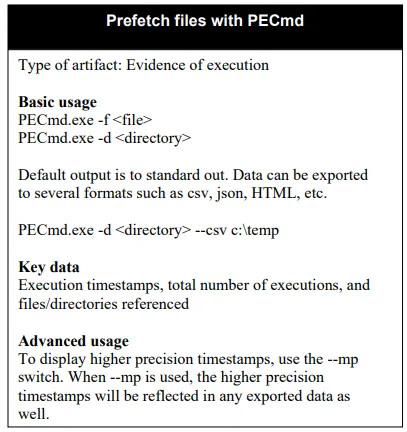 Prefetch files with PECmd
Type of artifact: Evidence of execution
Basic usage
PECmd.exe -f <file>
PECmd.exe -d <directory>
Default output is to standard out. Data can be exported
to several formats such as csv, json, HTML, etc.
PECmd.exe -d <directory> --csv c:\temp
Key data
Execution timestamps, total number of executions, and
files/directories referenced
Advanced usage
To display higher precision timestamps, use the --mp
switch. When --mp is used, the higher precision
timestamps will be reflected in any exported data as
well.